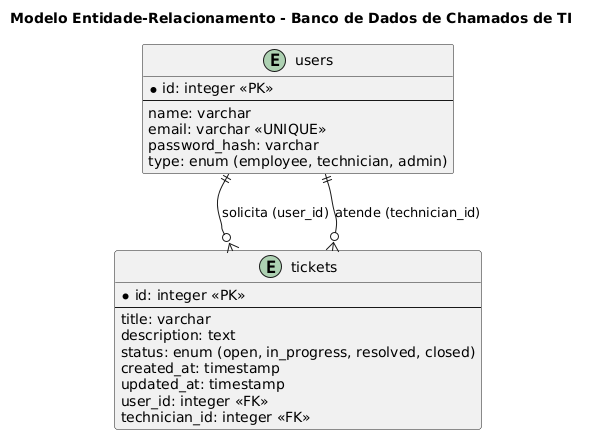 Modelo Entidade-Relacionamento - Banco de Dados de Chamados de TI
E users
id: integer «PK»
name: varchar
email: varchar «UNIQUE»
password_hash: varchar
type: enum (employee, technician, admin)
solicita (user_id) atende (technician_id)
E tickets
id: integer «PK»
title: varchar
description: text
status: enum (open, in_progress, resolved, closed)
created_at: timestamp
updated_at: timestamp
user_id: integer «FK»
technician_id: integer «FK»